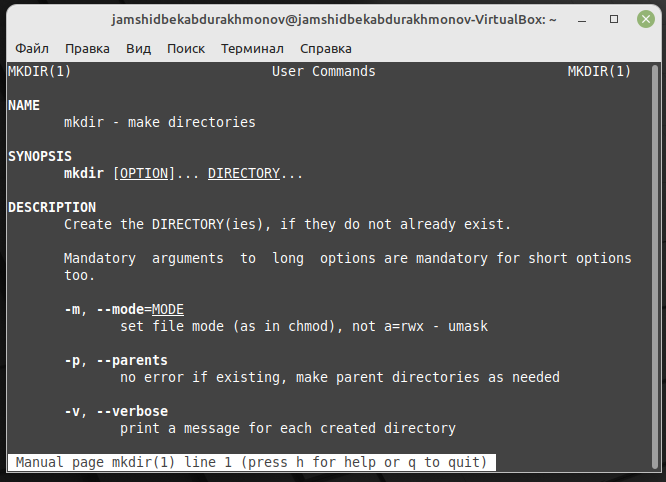 jamshidbekabdurakhmonov@jamshidbekabdurakhmonov-VirtualBox: ~
Файл Правка Вид Поиск Терминал Справка
MKDIR(1) User Commands MKDIR(1)
NAME
mkdir - make directories
SYNOPSIS
mkdir [OPTION]... DIRECTORY...
DESCRIPTION
Create the DIRECTORY(ies), if they do not already exist.
Mandatory arguments to long options are mandatory for short options
too.
-m, --mode=MODE
set file mode (as in chmod), not a=rwx - umask
-p, --parents
no error if existing, make parent directories as needed
-v, --verbose
print a message for each created directory
Manual page mkdir(1) line 1 (press h for help or q to quit)